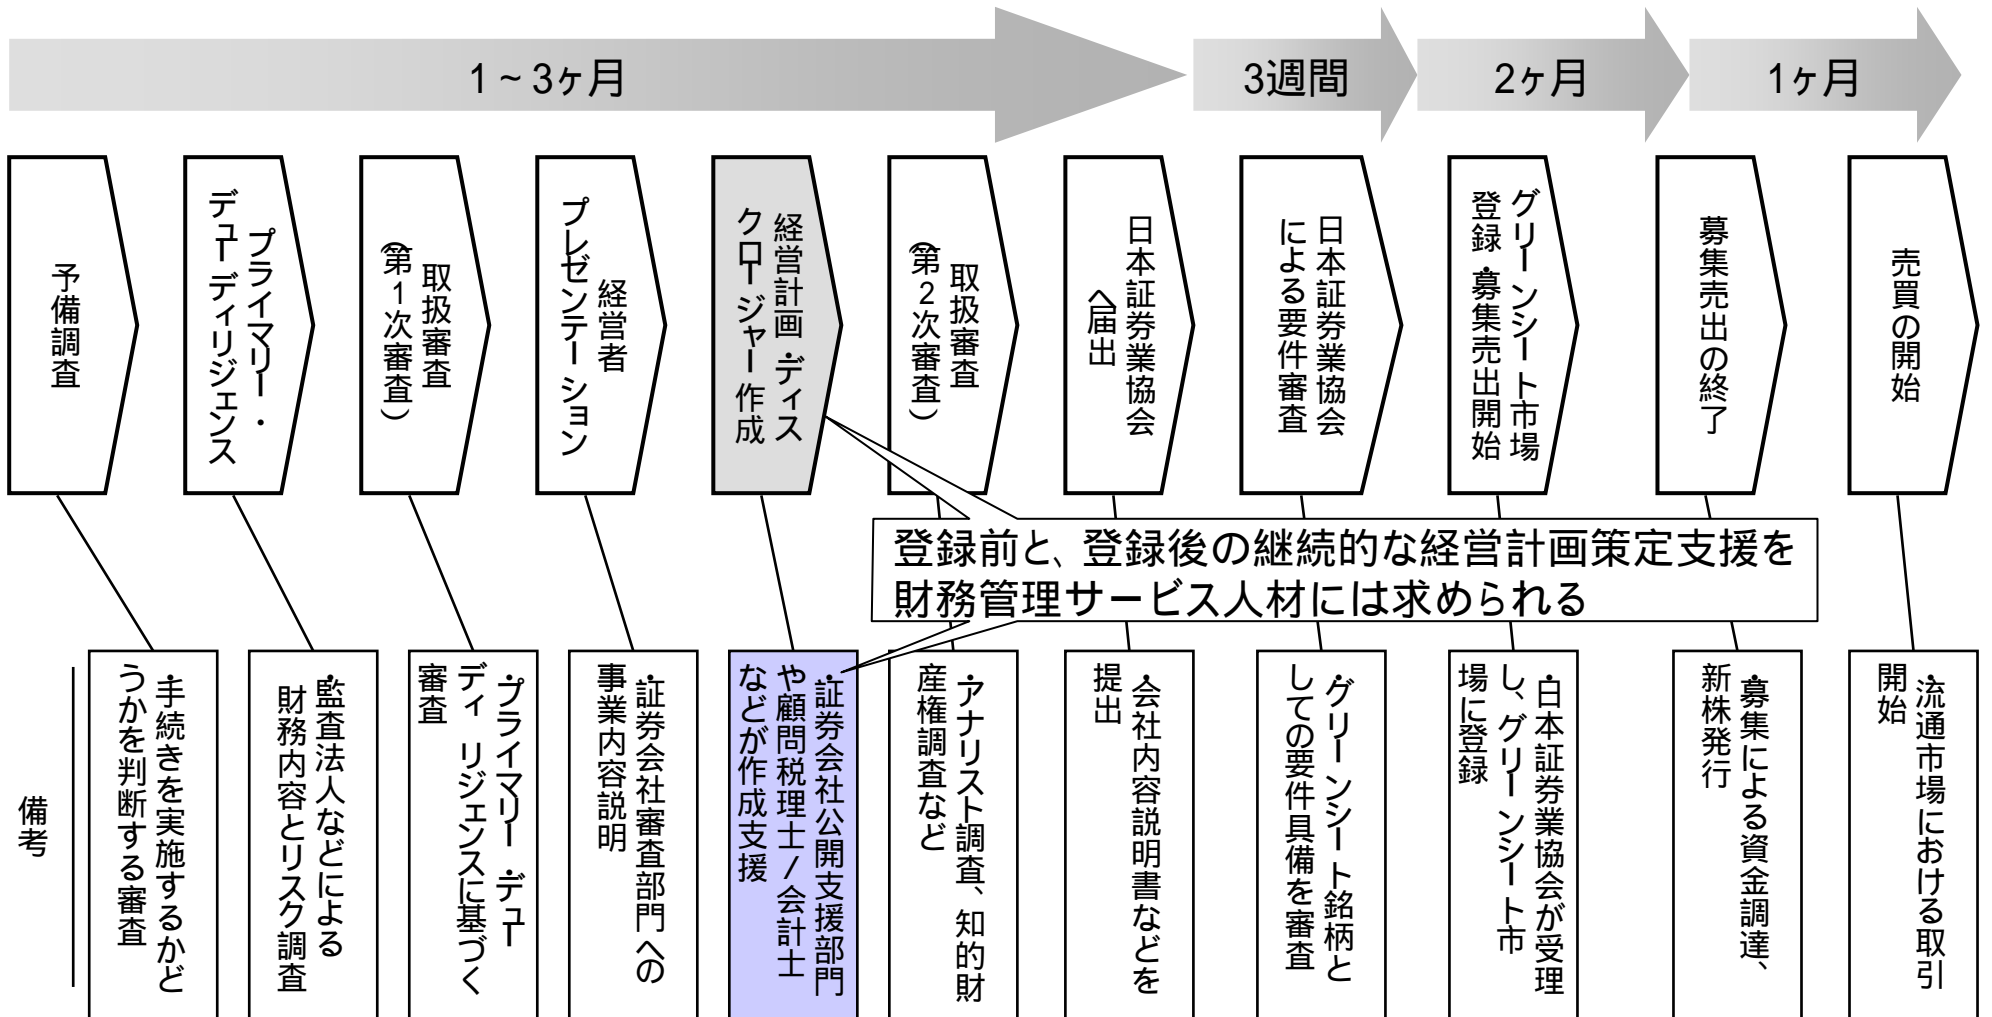 1～3ヶ月
3週間
2ヶ月
1ヶ月
予備調査
プライマリー・
デューディリジェンス
取扱審査
（第1次審査）
経営者
プレゼンテーション
経営計画・ディス
クロージャー作成
取扱審査
（第2次審査）
日本証券業協会
へ届出
日本証券業協会
による要件審査
グリーンシート市場
登録・募集売出開始
募集売出の終了
売買の開始
登録前と、登録後の継続的な経営計画策定支援を
財務管理サービス人材には求められる
備考
・手続きを実施するかど
うかを判断する審査
・監査法人などによる
財務内容とリスク調査
・プライマリー・デュー
ディリジェンスに基づく
審査
・証券会社審査部門への
事業内容説明
・証券会社公開支援部門
や顧問税理士/会計士
などが作成支援
・アナリスト調査、知的財
産権調査など
・会社内容説明書などを
提出
・グリーンシート銘柄と
しての要件具備を審査
・日本証券業協会が受理
し、グリーンシート市
場に登録
・募集による資金調達、
新株発行
・流通市場における取引
開始